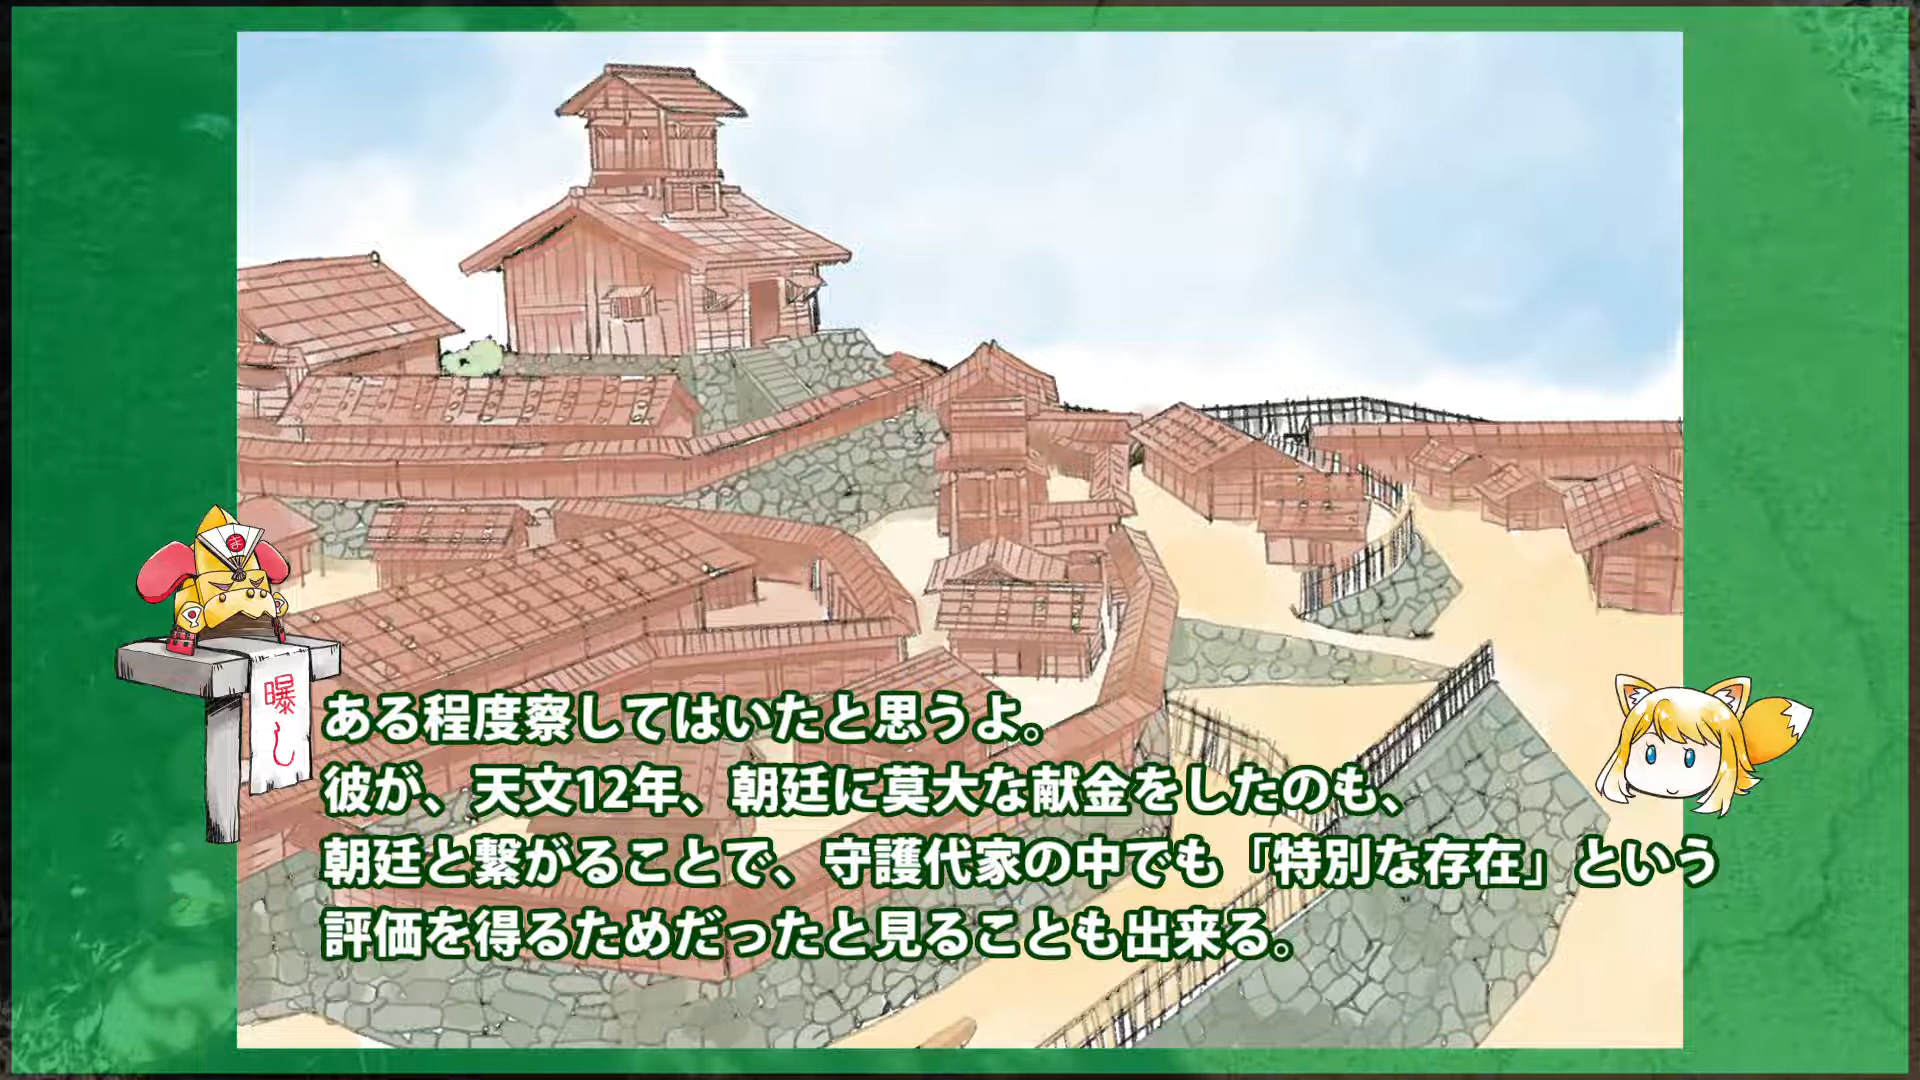 ま
曝し
ある程度察してはいたと思うよ。
彼が、天文12年、朝廷に莫大な献金をしたのも、
朝廷と繋がることで、守護代家の中でも「特別な存在」という
評価を得るためだったと見ることも出来る。